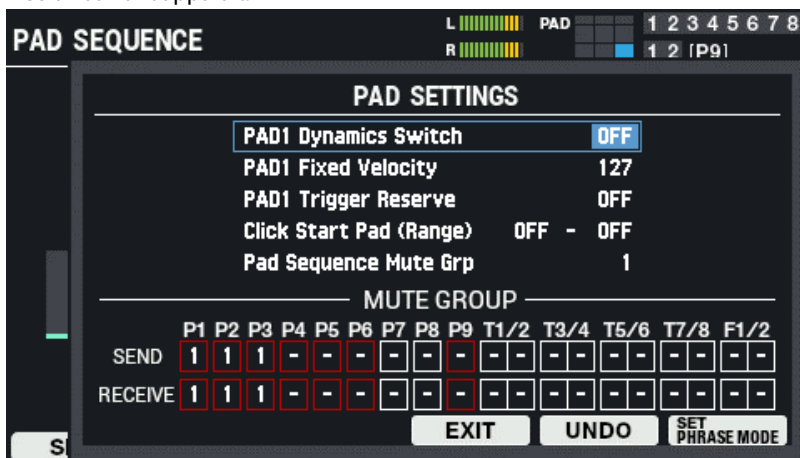 PAD SEQUENCE
L PAD 1 2 3 4 5 6 7 8
R 1 2 [P9]
PAD SETTINGS
PAD1 Dynamics Switch OFF
PAD1 Fixed Velocity 127
PAD1 Trigger Reserve OFF
Click Start Pad (Range) OFF - OFF
Pad Sequence Mute Grp 1
MUTE GROUP
P1 P2 P3 P4 P5 P6 P7 P8 P9 T1/2 T3/4 T5/6 T7/8 F1/2
SEND 1 1 1 - - - - - - - - - - - - - - - -
RECEIVE 1 1 1 - - - - - - - - - - - - - - - -
EXIT UNDO SET PHRASE MODE